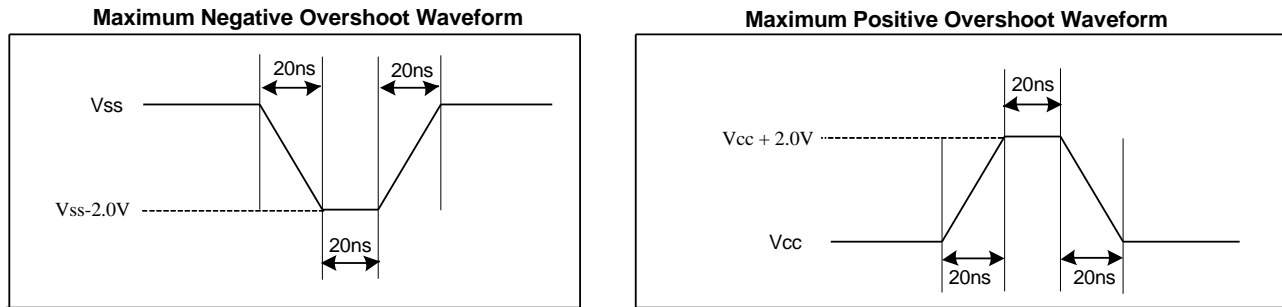 Maximum Negative Overshoot Waveform
20ns
20ns
Vss
Vss-2.0V
20ns
Maximum Positive Overshoot Waveform
20ns
Vcc + 2.0V
Vcc
20ns
20ns